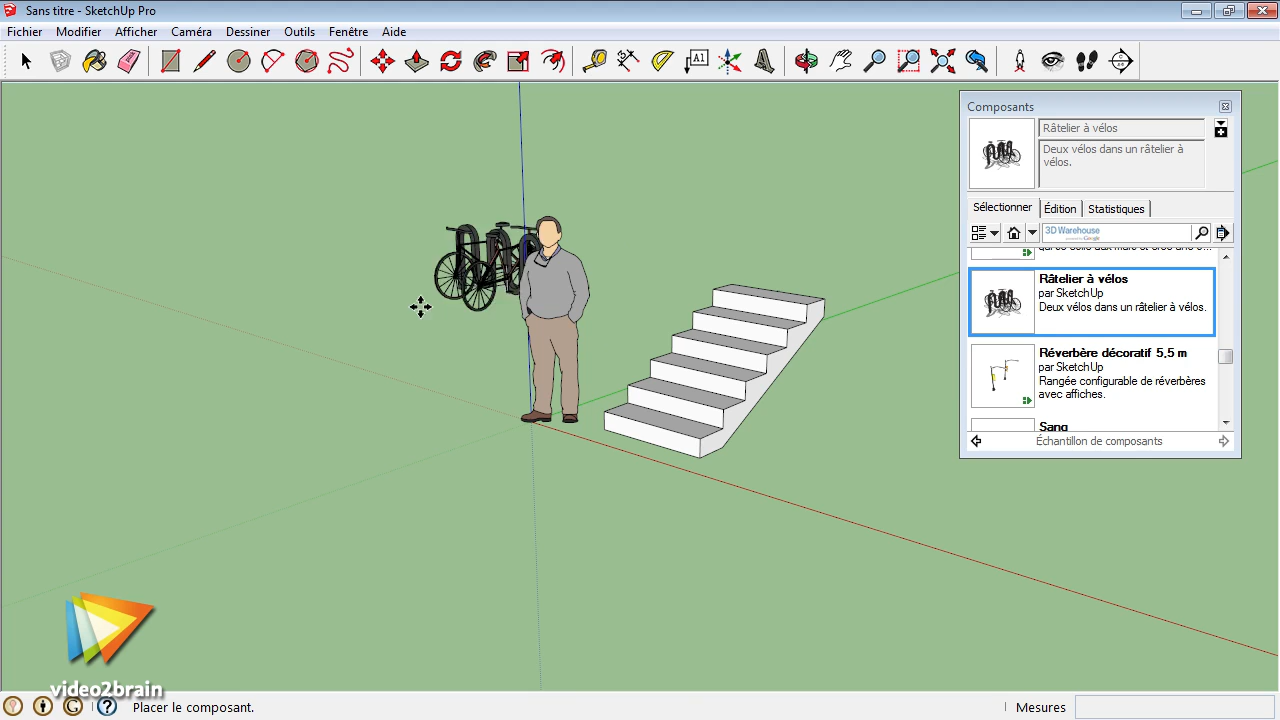 Sans titre - SketchUp Pro
Fichier Modifier Afficher Caméra Dessiner Outils Fenêtre Aide
A1
Composants
Râtelier à vélos
Deux vélos dans un râtelier à
vélos.
Sélectionner Édition Statistiques
3D Warehouse
Râtelier à vélos
par SketchUp
Deux vélos dans un râtelier à vélos.
Réverbère décoratif 5,5 m
par SketchUp
Rangée configurable de réverbères
avec affiches.
Sang
Échantillon de composants
video2brain
Placer le composant.
Mesures